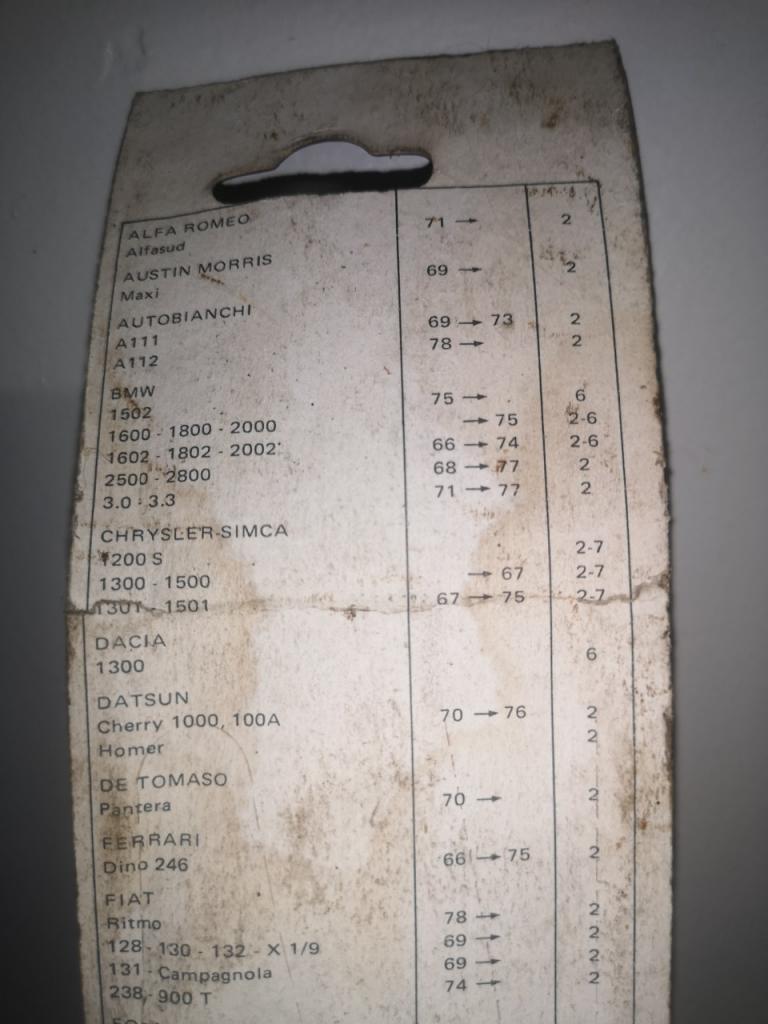 ALFA ROMEO
Alfasud 71 → 2
AUSTIN MORRIS
Maxi 69 → 2
AUTOBIANCHI
A111 69 → 73 2
A112 78 → 2
BMW
1502 75 → 6
1600 - 1800 - 2000 → 75 2-6
1602 - 1802 - 2002 66 → 74 2-6
2500 - 2800 68 → 77 2
3.0 - 3.3 71 → 77 2
CHRYSLER-SIMCA
1200 S 2-7
1300 - 1500 → 67 2-7
1301 - 1501 67 → 75 2-7
DACIA
1300 6
DATSUN
Cherry 1000, 100A 70 → 76 2
Homer 2
DE TOMASO
Pantera 70 → 2
FERRARI
Dino 246 66 → 75 2
FIAT
Ritmo 78 → 2
128 - 130 - 132 - X 1/9 69 → 2
131 - Campagnola 69 → 2
238 - 900 T 74 → 2